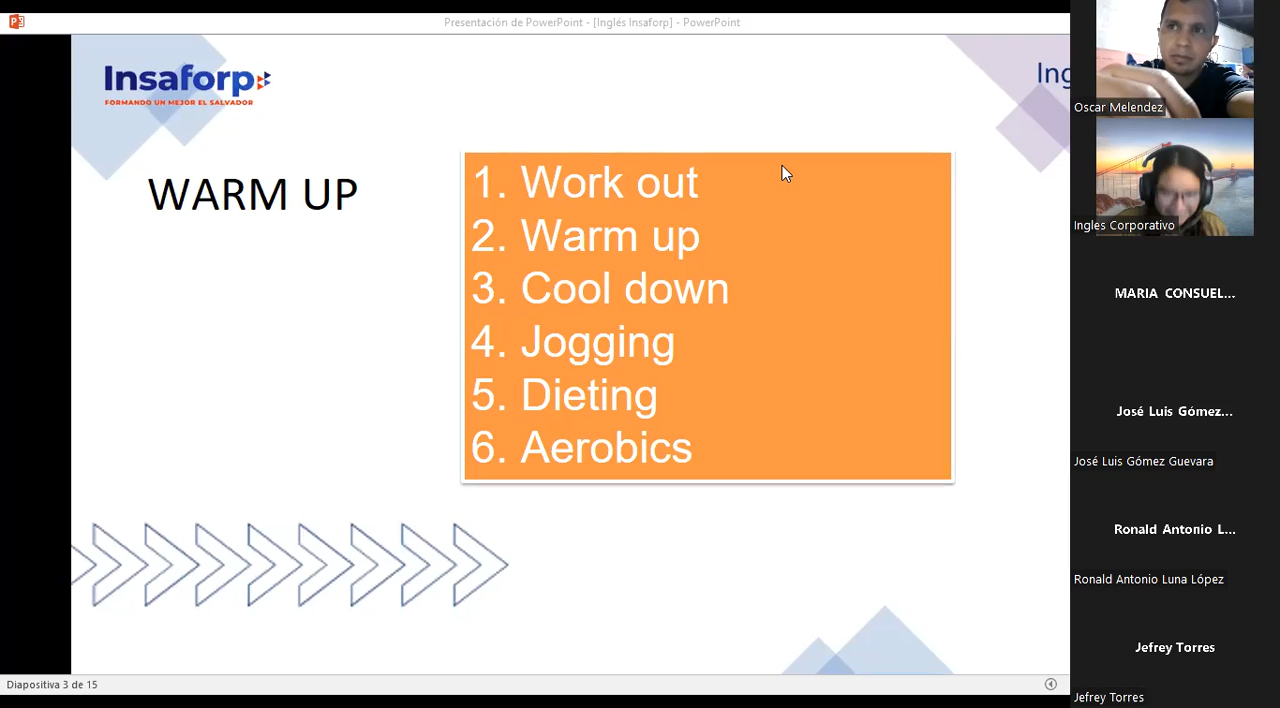 Presentación de PowerPoint - [Inglés Insaforp] - PowerPoint
Insaforp
FORMANDO UN MEJOR EL SALVADOR
Ing
WARM UP
1. Work out
2. Warm up
3. Cool down
4. Jogging
5. Dieting
6. Aerobics
Diapositiva 3 de 15
Oscar Melendez
Ingles Corporativo
MARIA CONSUEL...
José Luis Gómez...
José Luis Gómez Guevara
Ronald Antonio L...
Ronald Antonio Luna López
Jefrey Torres
Jefrey Torres